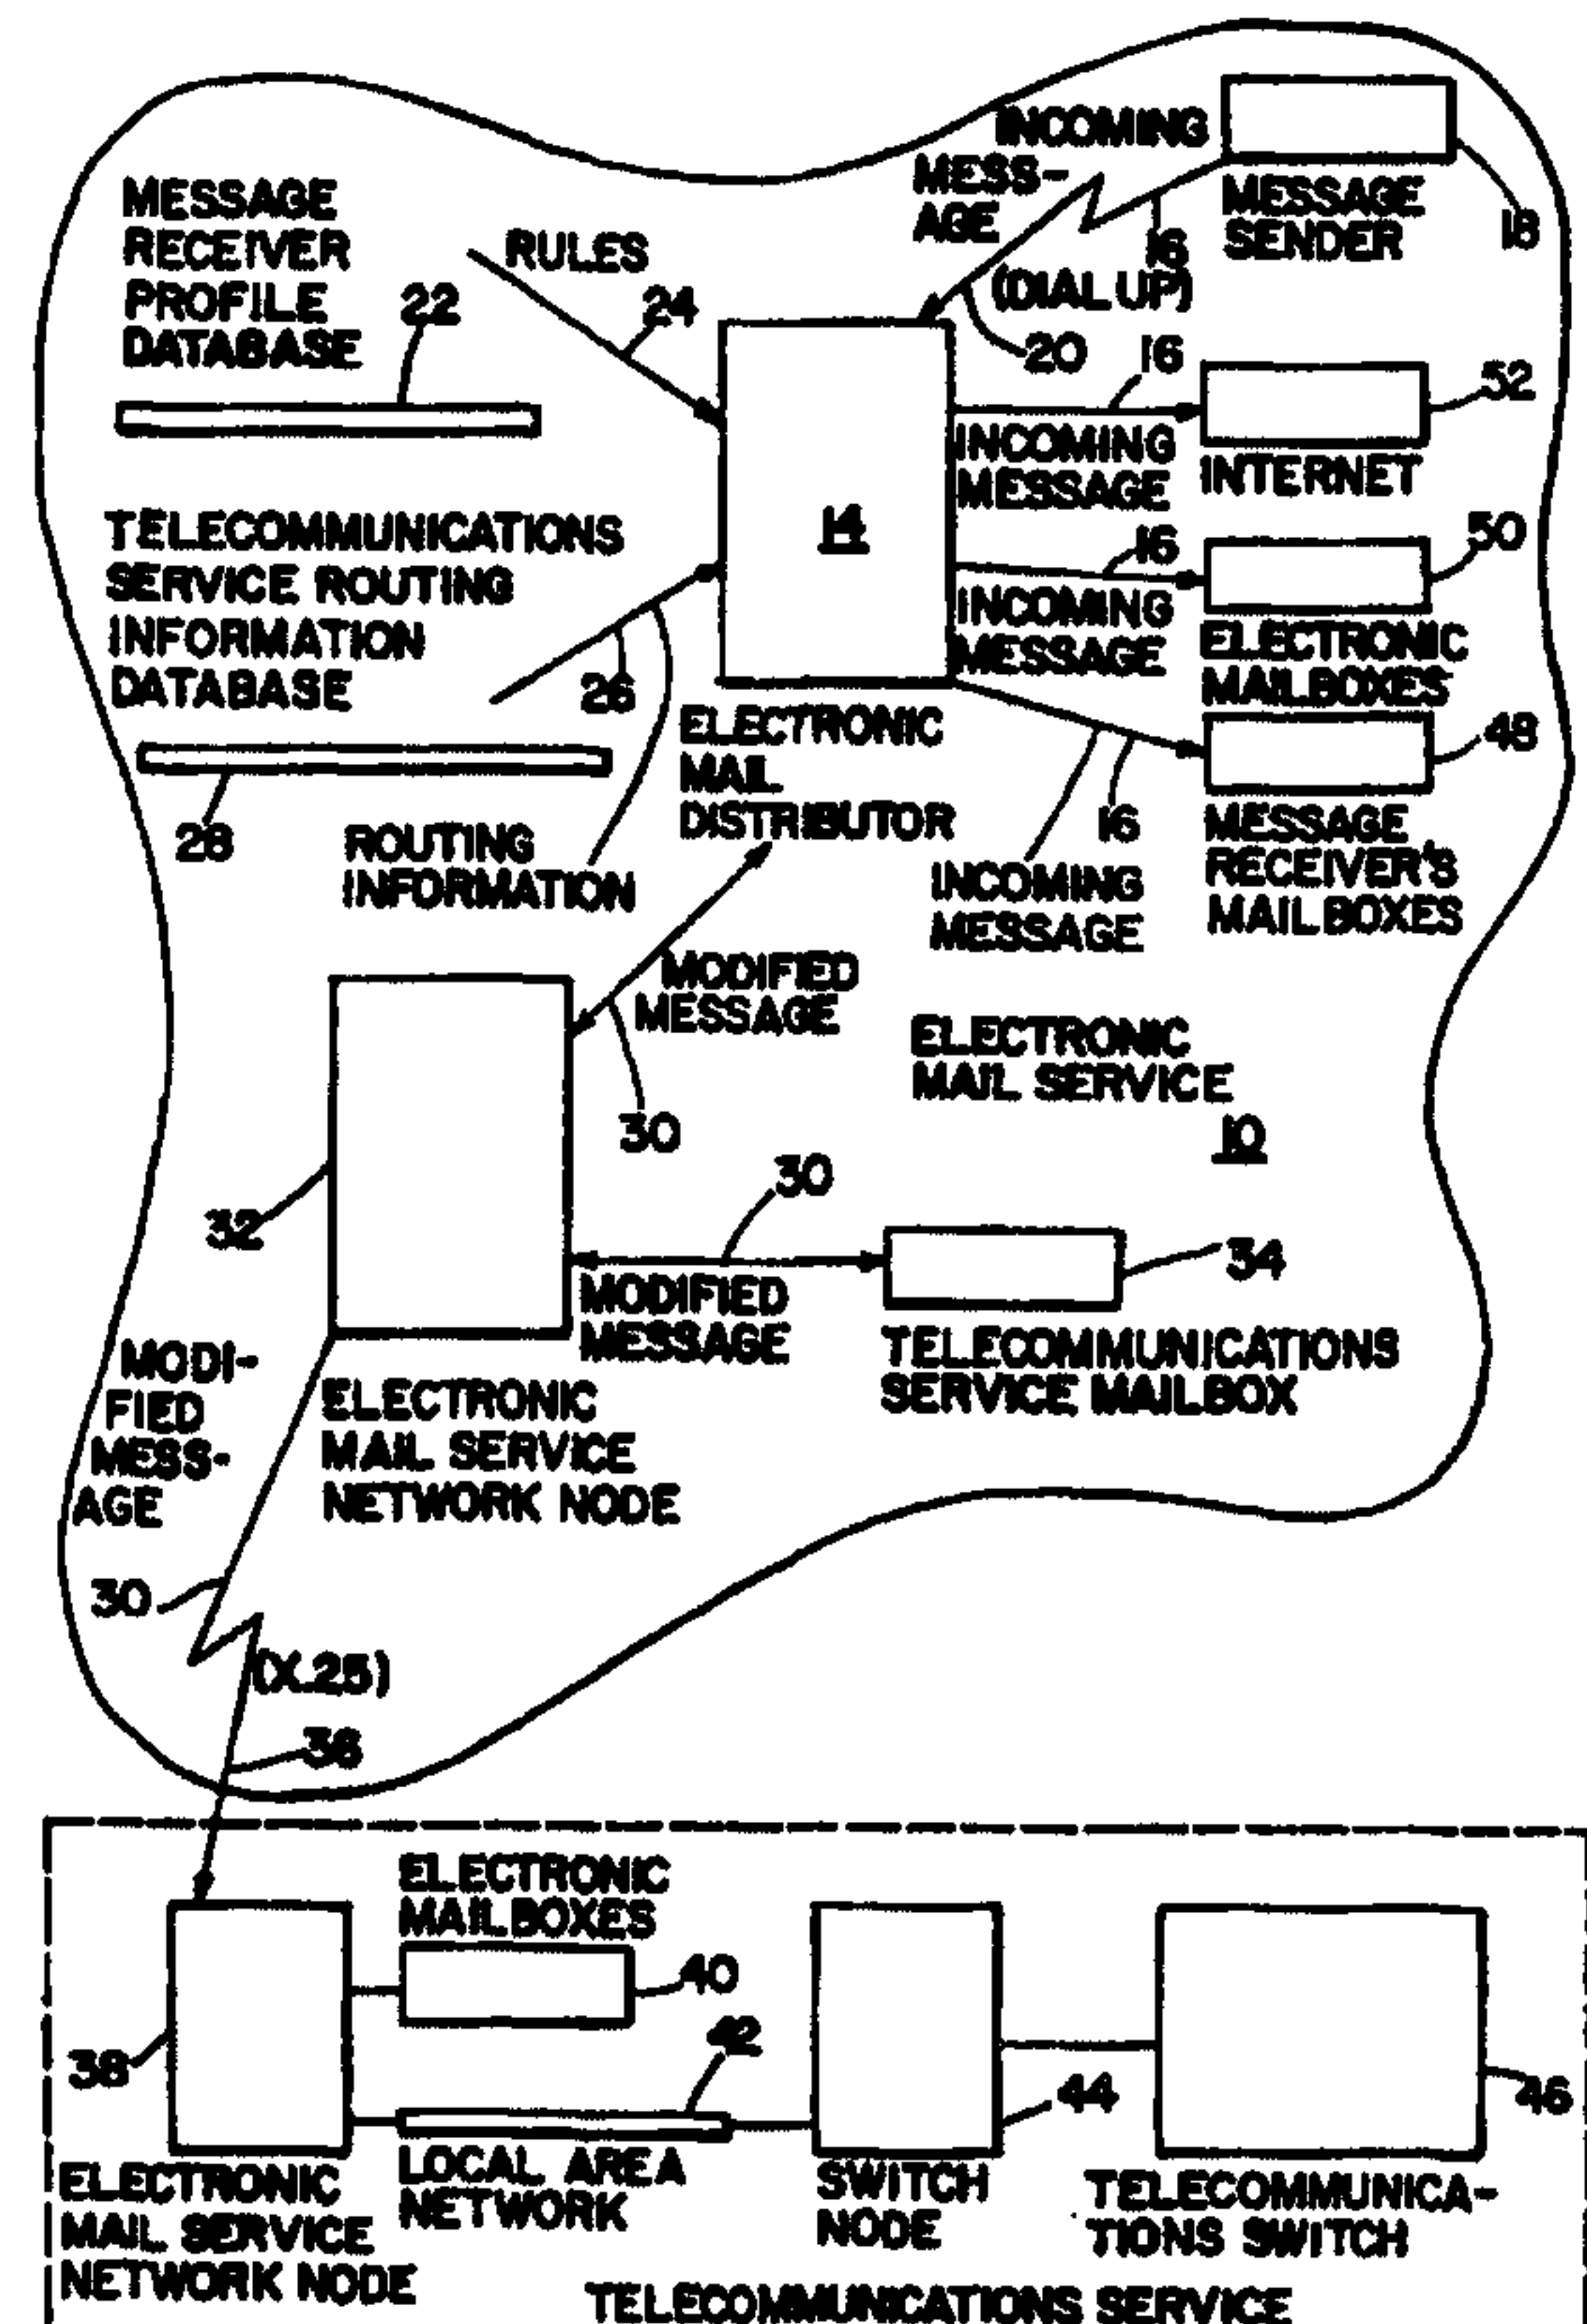 INCOMING
MESS-
AGE
MESSAGE
SENDER
18
16
(DIAL UP)
20
MESSAGE
RECEIVER
PROFILE
DATABASE
22
RULES
24
14
16
INCOMING
MESSAGE
52
INTERNET
16
INCOMING
MESSAGE
50
ELECTRONIC
MAILBOXES
TELECOMMUNICATIONS
SERVICE ROUTING
INFORMATION
DATABASE
26
28
ROUTING
INFORMATION
ELECTRONIC
MAIL
DISTRIBUTOR
16
INCOMING
MESSAGE
48
MESSAGE
RECEIVER'S
MAILBOXES
MODIFIED
MESSAGE
30
ELECTRONIC
MAIL SERVICE
10
32
30
MODIFIED
MESSAGE
34
TELECOMMUNICATIONS
SERVICE MAILBOX
MODI-
FIED
MESS-
AGE
ELECTRONIC
MAIL SERVICE
NETWORK NODE
30
(X.25)
36
ELECTRONIC
MAILBOXES
40
42
38
44
46
ELECTRONIC
MAIL SERVICE
NETWORK NODE
LOCAL AREA
NETWORK
SWITCH
NODE
TELECOMMUNICA-
TIONS SWITCH
TELECOMMUNICATIONS SERVICE